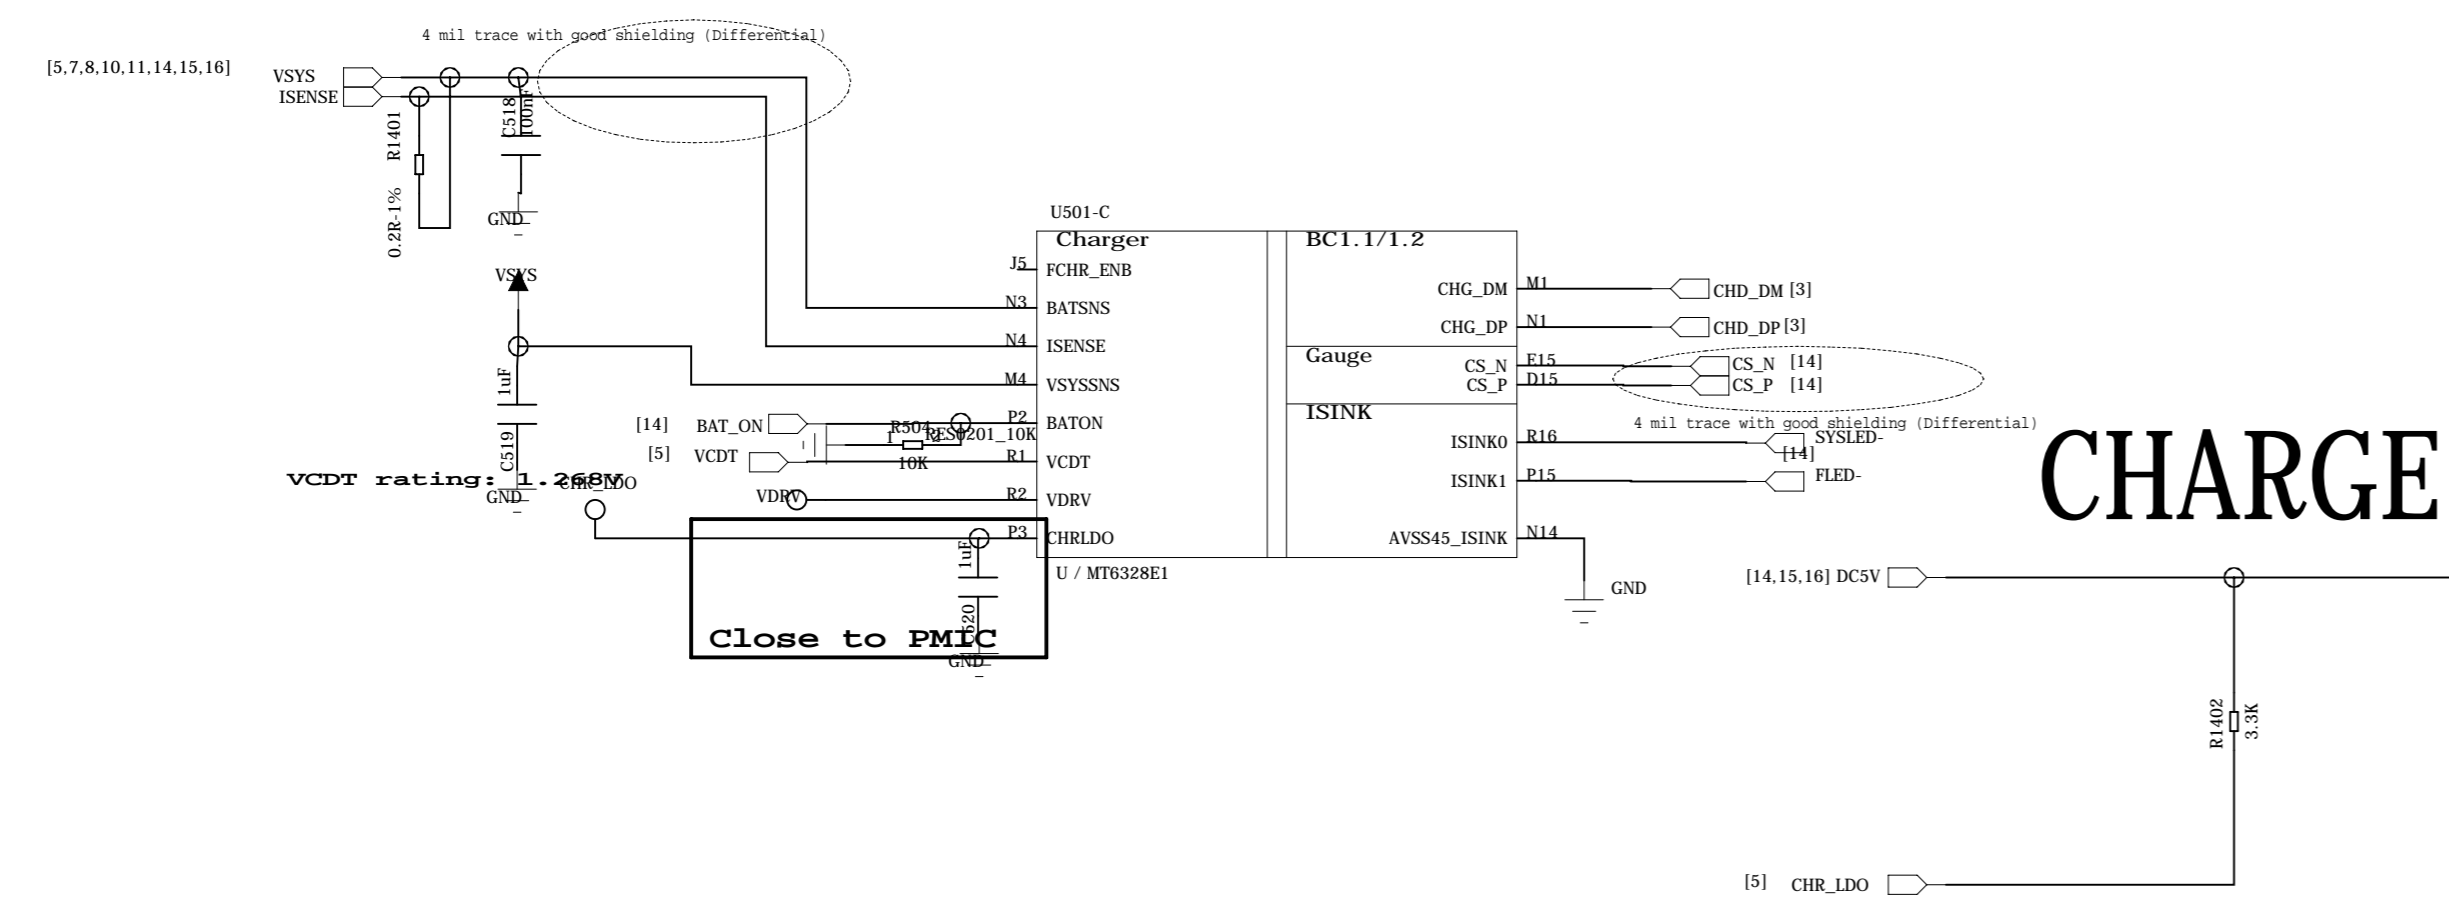 4 mil trace with good shielding (Differential)
[5,7,8,10,11,14,15,16]
VSYS
ISENSE
R1401
0.2R-1%
C518
100nF
GND
VSYS
1uF
C519
GND
VCDT rating: 1.268V
CHR_LDO
[14]
BAT_ON
[5]
VCDT
VDRV
R504
1
2
RES0201_10K
10K
U501-C
Charger
BC1.1/1.2
J5
FCHR_ENB
N3
BATSNS
N4
ISENSE
M4
VSYSSNS
P2
BATON
R1
VCDT
R2
VDRV
P3
CHRLDO
1uF
C520
Close to PMIC
GND
U / MT6328E1
CHG_DM
M1
CHD_DM [3]
CHG_DP
N1
CHD_DP [3]
Gauge
CS_N
E15
CS_N [14]
CS_P
D15
CS_P [14]
4 mil trace with good shielding (Differential)
ISINK
ISINK0
R16
SYSLED-
[14]
ISINK1
P15
FLED-
AVSS45_ISINK
N14
GND
CHARGE
[14,15,16] DC5V
R1402
3.3K
[5] CHR_LDO